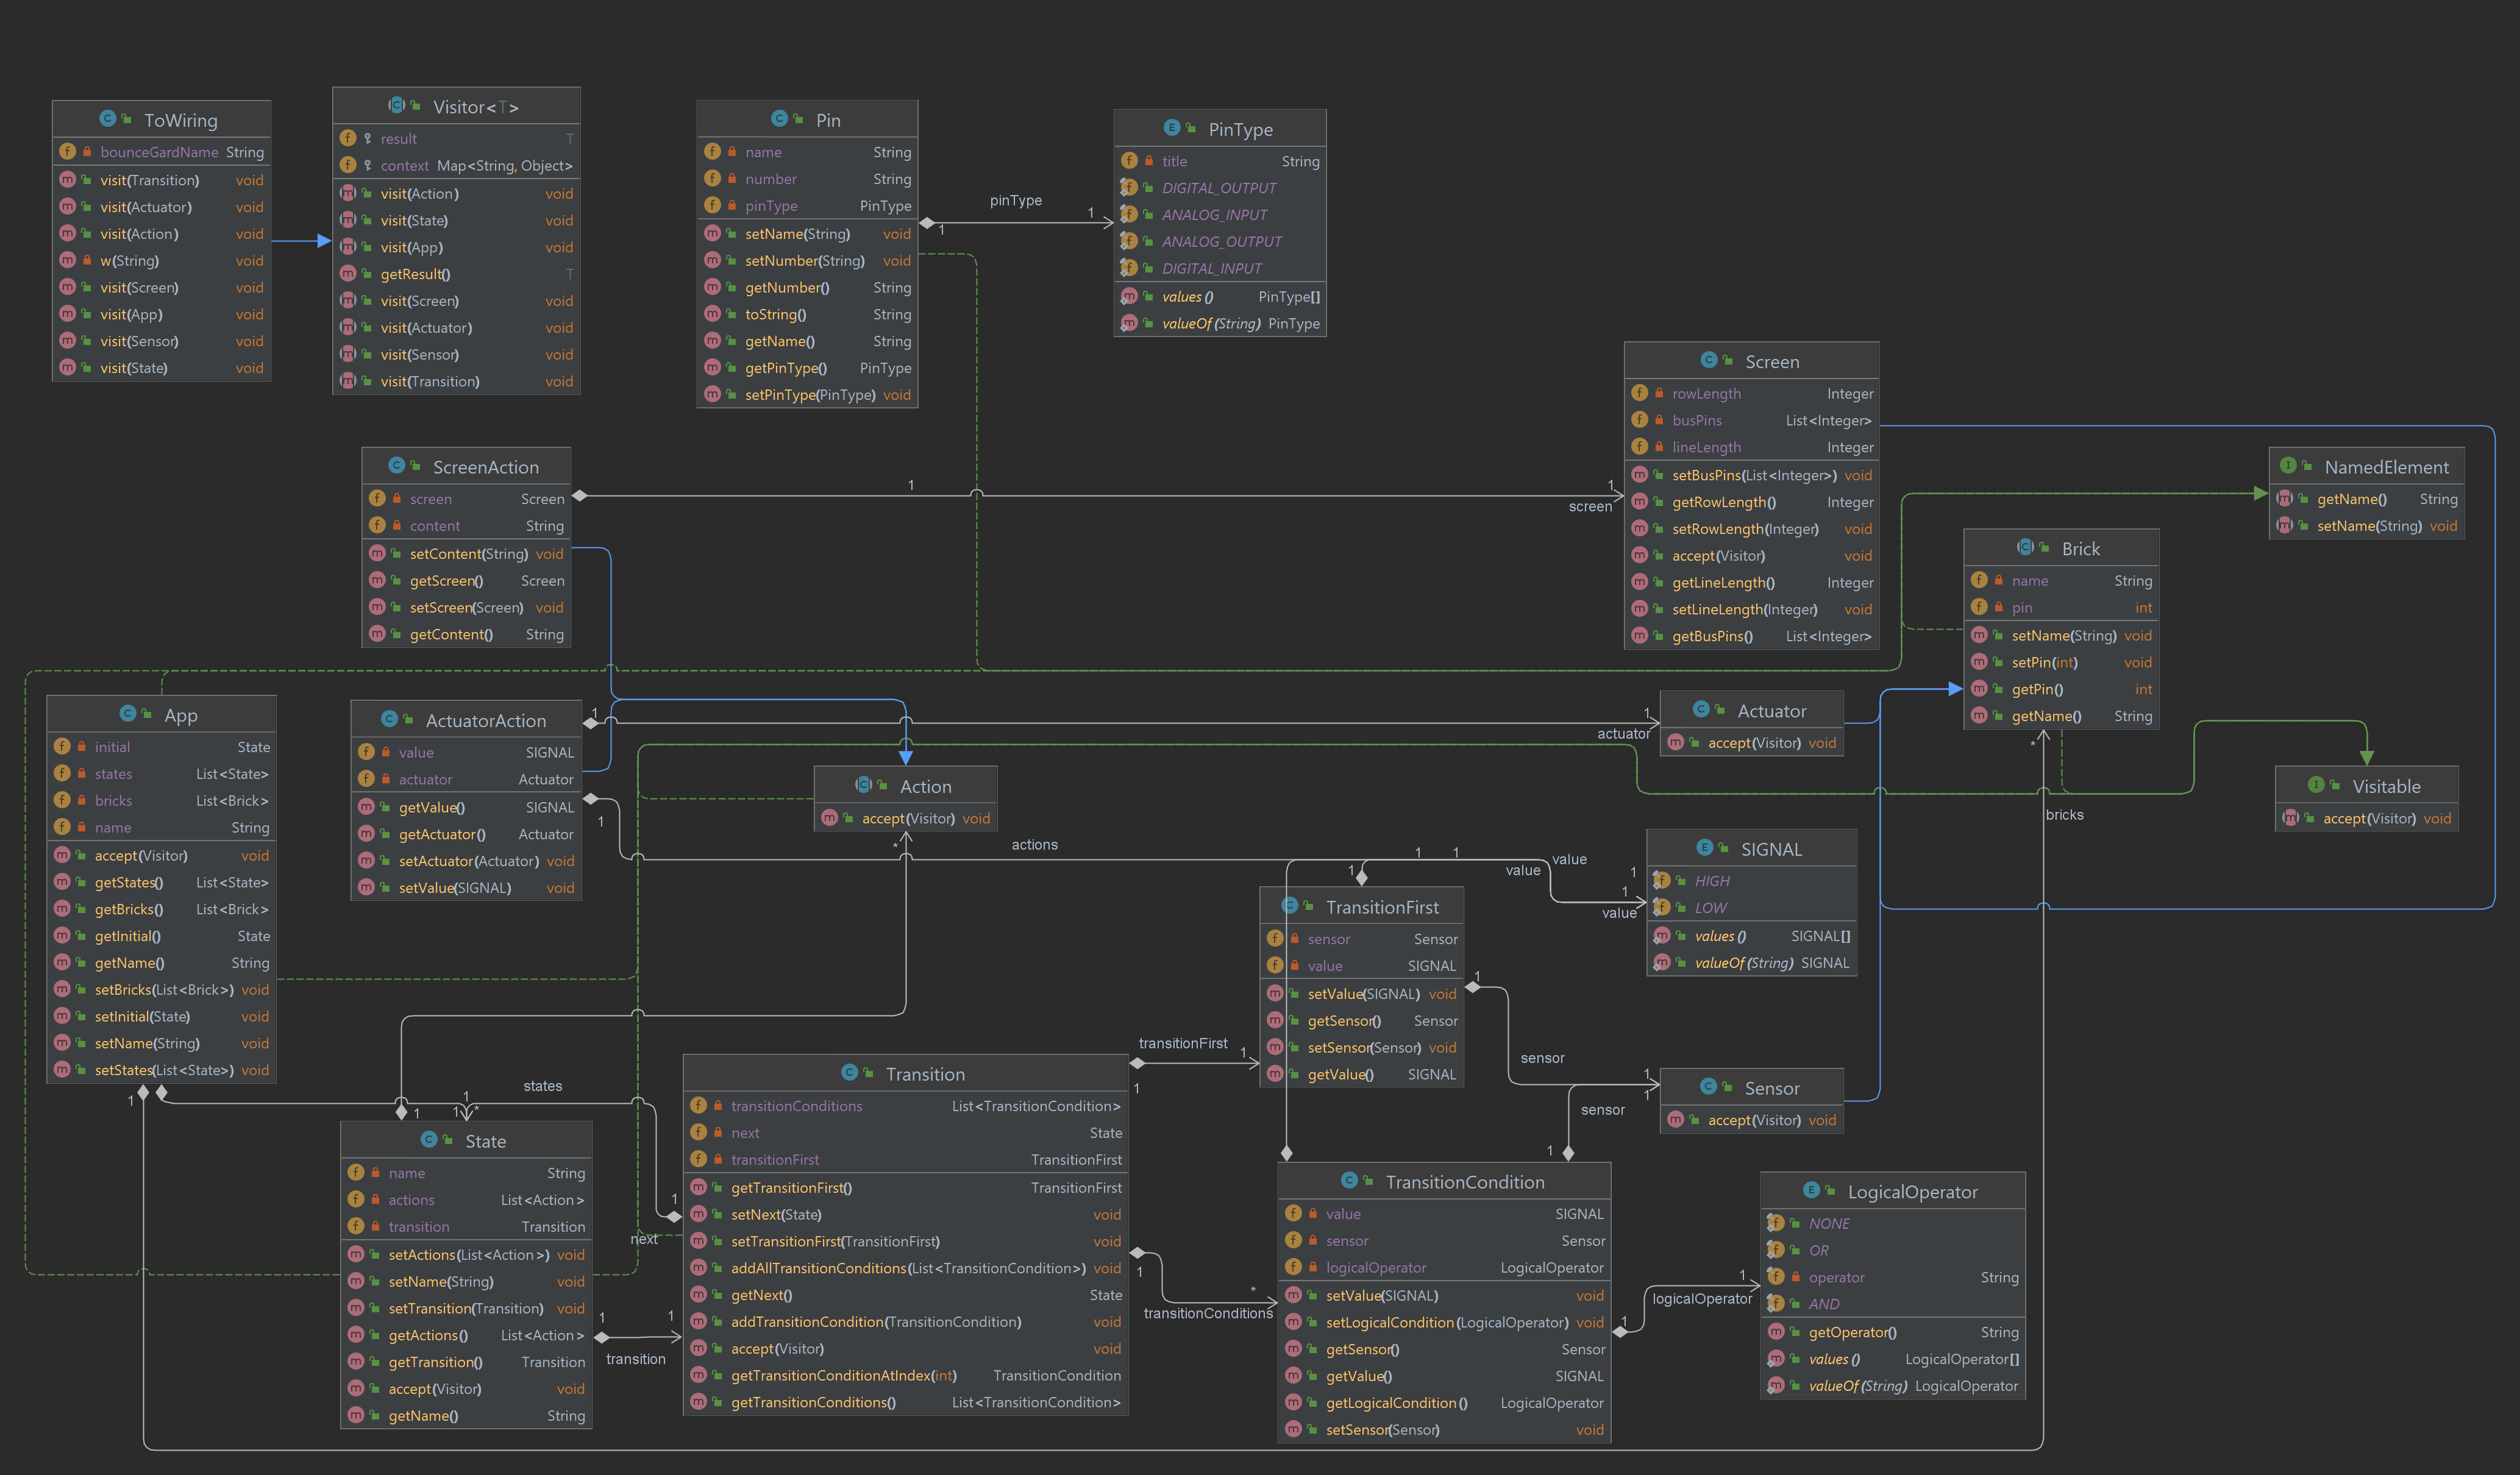 ToWiring
bounceGardName String
visit(Transition) void
visit(Actuator) void
visit(Action) void
w(String) void
visit(Screen) void
visit(App) void
visit(Sensor) void
visit(State) void
Visitor<T>
result T
context Map<String, Object>
visit(Action) void
visit(State) void
visit(App) void
getResult() T
visit(Screen) void
visit(Actuator) void
visit(Sensor) void
visit(Transition) void
Pin
name String
number String
pinType PinType
setName(String) void
setNumber(String) void
getNumber() String
toString() String
getName() String
getPinType() PinType
setPinType(PinType) void
pinType
1
1
PinType
title String
DIGITAL_OUTPUT
ANALOG_INPUT
ANALOG_OUTPUT
DIGITAL_INPUT
values() PinType[]
valueOf(String) PinType
Screen
rowLength Integer
busPins List<Integer>
lineLength Integer
setBusPins(List<Integer>) void
getRowLength() Integer
setRowLength(Integer) void
accept(Visitor) void
getLineLength() Integer
setLineLength(Integer) void
getBusPins() List<Integer>
ScreenAction
screen Screen
content String
setContent(String) void
getScreen() Screen
setScreen(Screen) void
getContent() String
1
1
screen
NamedElement
getName() String
setName(String) void
Brick
name String
pin int
setName(String) void
setPin(int) void
getPin() int
getName() String
*
bricks
App
initial State
states List<State>
bricks List<Brick>
name String
accept(Visitor) void
getStates() List<State>
getBricks() List<Brick>
getInitial() State
getName() String
setBricks(List<Brick>) void
setInitial(State) void
setName(String) void
setStates(List<State>) void
1
ActuatorAction
value SIGNAL
actuator Actuator
getValue() SIGNAL
getActuator() Actuator
setActuator(Actuator) void
setValue(SIGNAL) void
1
1
1
actuator
Actuator
accept(Visitor) void
Action
accept(Visitor) void
*
actions
Visitable
accept(Visitor) void
1
1
1
value
value
1
1
value
SIGNAL
HIGH
LOW
values() SIGNAL[]
valueOf(String) SIGNAL
TransitionFirst
sensor Sensor
value SIGNAL
setValue(SIGNAL) void
getSensor() Sensor
setSensor(Sensor) void
getValue() SIGNAL
1
sensor
1
1
sensor
1
Sensor
accept(Visitor) void
states
1
1
1
*
State
name String
actions List<Action>
transition Transition
setActions(List<Action>) void
setName(String) void
setTransition(Transition) void
getActions() List<Action>
getTransition() Transition
accept(Visitor) void
getName() String
1
1
transition
1
next
Transition
transitionConditions List<TransitionCondition>
next State
transitionFirst TransitionFirst
getTransitionFirst() TransitionFirst
setNext(State) void
setTransitionFirst(TransitionFirst) void
addAllTransitionConditions(List<TransitionCondition>) void
getNext() State
addTransitionCondition(TransitionCondition) void
accept(Visitor) void
getTransitionConditionAtIndex(int) TransitionCondition
getTransitionConditions() List<TransitionCondition>
transitionFirst
1
1
1
*
transitionConditions
TransitionCondition
value SIGNAL
sensor Sensor
logicalOperator LogicalOperator
setValue(SIGNAL) void
setLogicalCondition(LogicalOperator) void
getSensor() Sensor
getValue() SIGNAL
getLogicalCondition() LogicalOperator
setSensor(Sensor) void
1
1
logicalOperator
LogicalOperator
NONE
OR
operator String
AND
getOperator() String
values() LogicalOperator[]
valueOf(String) LogicalOperator